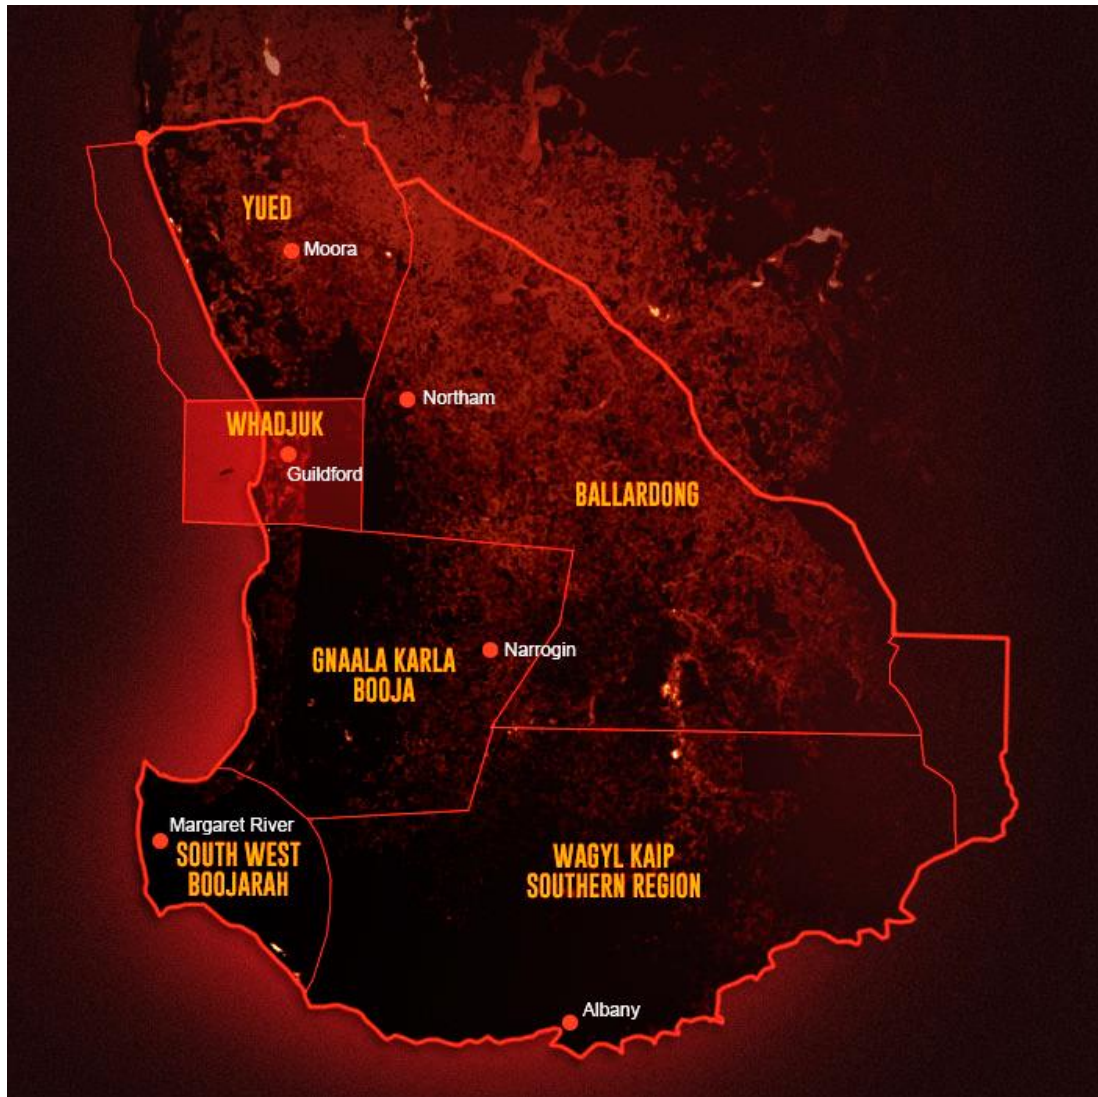 YUED
Moora
Northam
WHADJUK
Guildford
BALLARDONG
Narrogin
GNAALA KARLA
BOOJA
Margaret River
SOUTH WEST
BOOJARAH
WAGYL KAIP
SOUTHERN REGION
Albany